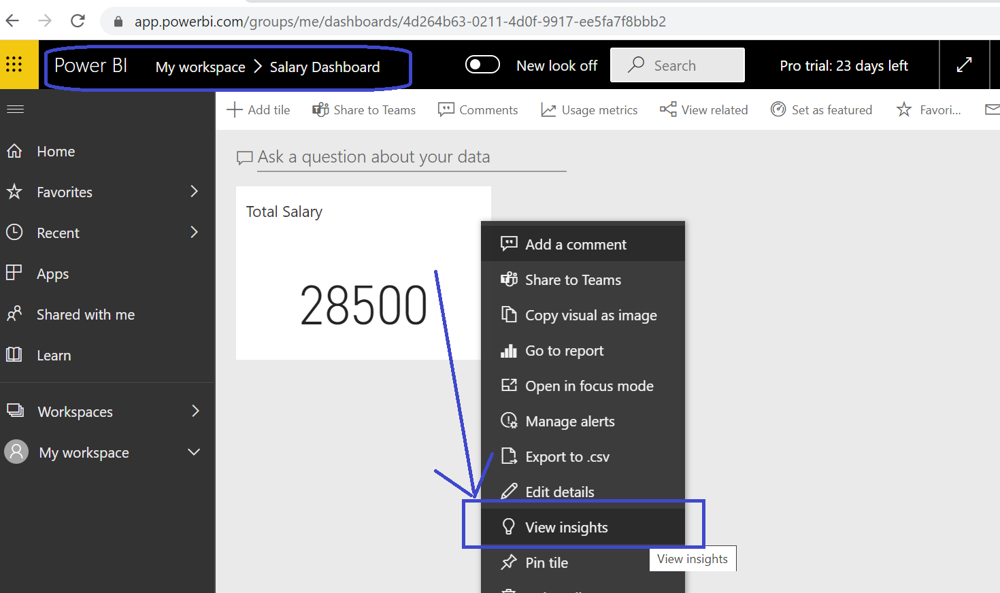 app.powerbi.com/groups/me/dashboards/4d264b63-0211-4d0f-9917-ee5fa7f8bbb2
Power BI My workspace > Salary Dashboard New look off Search Pro trial: 23 days left
Add tile Share to Teams Comments Usage metrics View related Set as featured Favori...
Home
Favorites
Recent
Apps
Shared with me
Learn
Workspaces
My workspace
Ask a question about your data
Total Salary
28500
Add a comment
Share to Teams
Copy visual as image
Go to report
Open in focus mode
Manage alerts
Export to .csv
Edit details
View insights
Pin tile
View insights